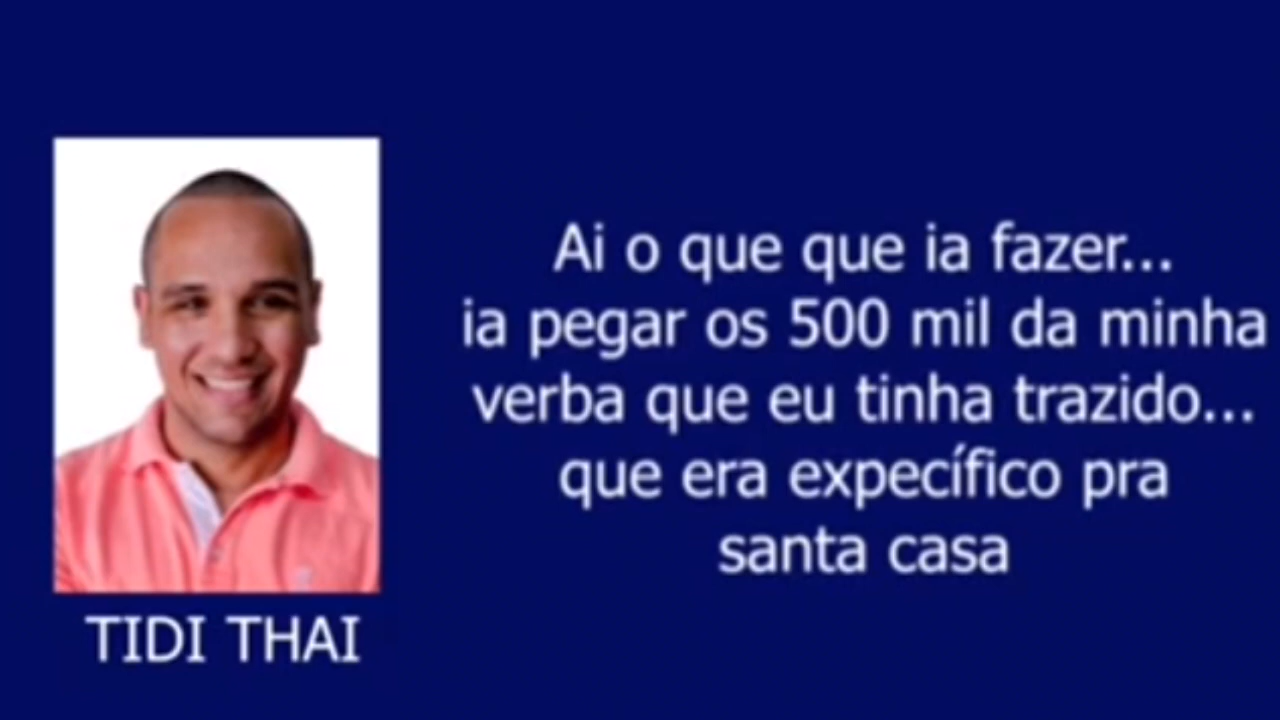 Ai o que que ia fazer...
ia pegar os 500 mil da minha
verba que eu tinha trazido...
que era expecífico pra
santa casa
TIDI THAI